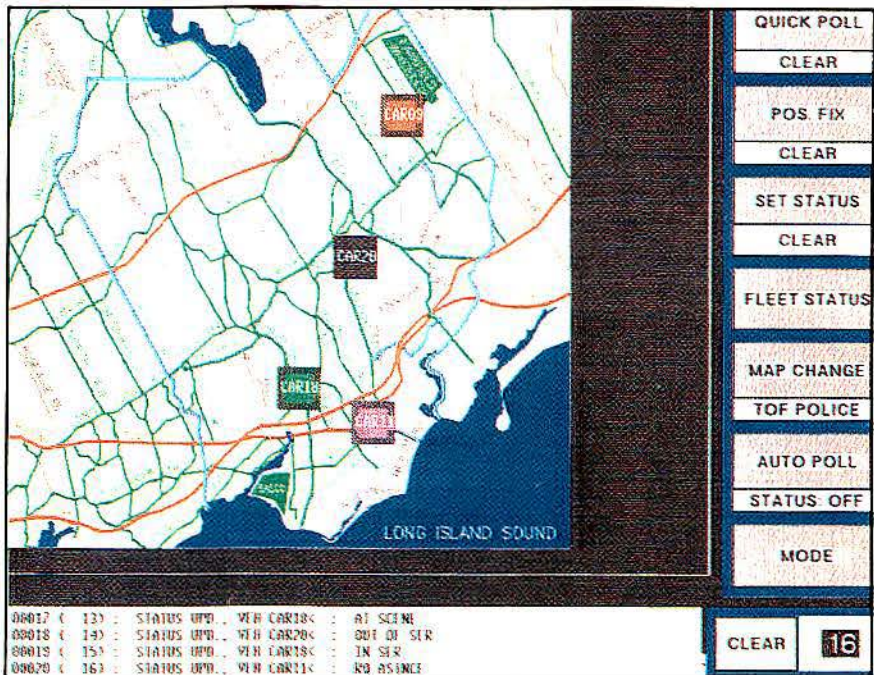 QUICK POLL
CLEAR
CAR09
POS. FIX
CLEAR
SET STATUS
CAR20
CLEAR
FLEET STATUS
MAP CHANGE
CAR18
TOF POLICE
CAR11
AUTO POLL
STATUS: OFF
LONG ISLAND SOUND
MODE
00017 ( 13) : STATUS UPD., VEH CAR18< : AT SCENE
00018 ( 14) : STATUS UPD., VEH CAR20< : OUT OF SER
00019 ( 15) : STATUS UPD., VEH CAR18< : IN SER
00020 ( 16) : STATUS UPD., VEH CAR11< : RQ ASNCE
CLEAR 16